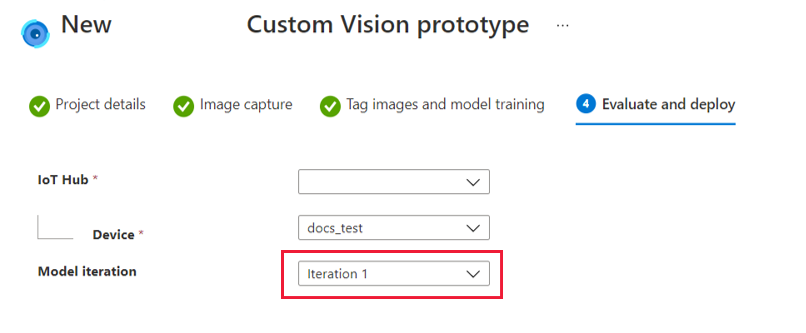 New Custom Vision prototype ...
Project details Image capture Tag images and model training 4 Evaluate and deploy
IoT Hub *
Device * docs_test
Model iteration Iteration 1